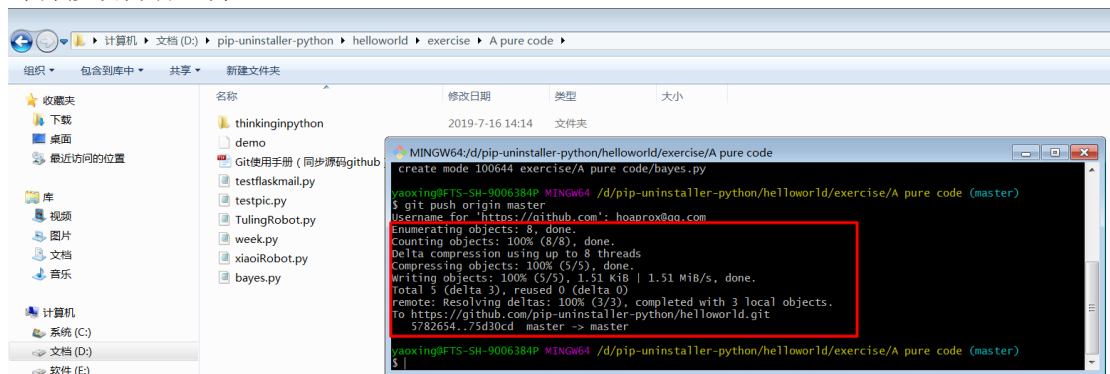 计算机 ▸ 文档 (D:) ▸ pip-uninstaller-python ▸ helloworld ▸ exercise ▸ A pure code ▸
组织 包含到库中 共享 新建文件夹
收藏夹
下载
桌面
最近访问的位置
库
视频
图片
文档
音乐
计算机
系统 (C:)
文档 (D:)
软件 (E:)
名称 修改日期 类型 大小
thinkinginpython 2019-7-16 14:14 文件夹
demo
Git使用手册（同步源码github
testflaskmail.py
testpic.py
TulingRobot.py
week.py
xiaoiRobot.py
bayes.py
MINGW64:/d/pip-uninstaller-python/helloworld/exercise/A pure code
create mode 100644 exercise/A pure code/bayes.py
yaoxing@FTS-SH-9006384P MINGW64 /d/pip-uninstaller-python/helloworld/exercise/A pure code (master)
$ git push origin master
Username for 'https://github.com': hoaprox@qq.com
Enumerating objects: 8, done.
Counting objects: 100% (8/8), done.
Delta compression using up to 8 threads
Compressing objects: 100% (5/5), done.
Writing objects: 100% (5/5), 1.51 KiB | 1.51 MiB/s, done.
Total 5 (delta 3), reused 0 (delta 0)
remote: Resolving deltas: 100% (3/3), completed with 3 local objects.
To https://github.com/pip-uninstaller-python/helloworld.git
5782654..75d30cd master -> master
yaoxing@FTS-SH-9006384P MINGW64 /d/pip-uninstaller-python/helloworld/exercise/A pure code (master)
$